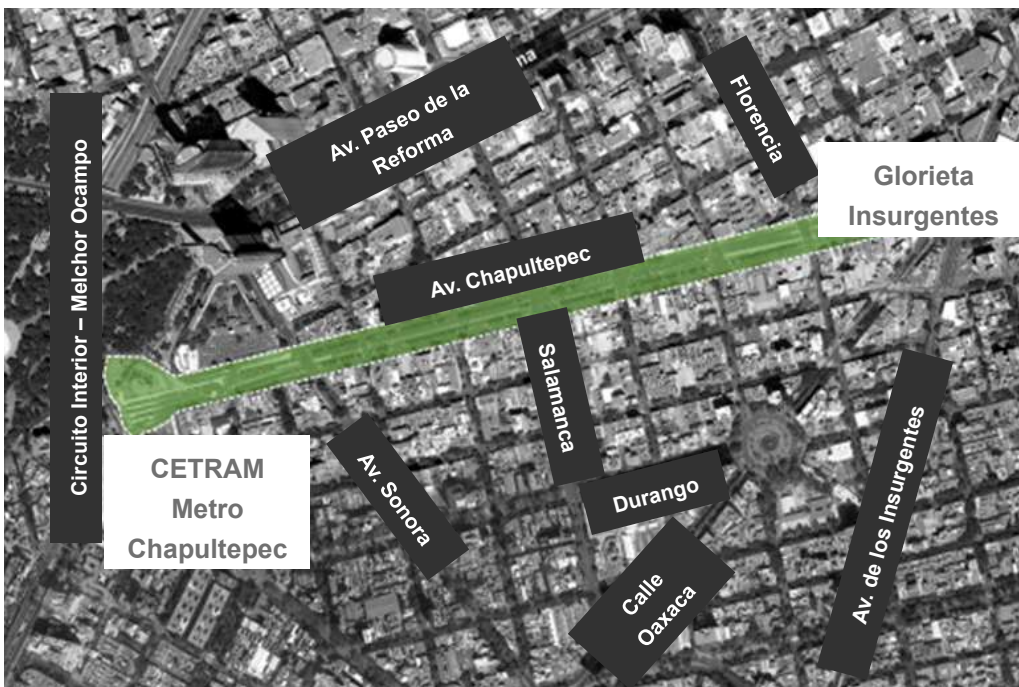 Av. Paseo de la
Reforma
na
Florencia
Glorieta
Insurgentes
Circuito Interior – Melchor Ocampo
Av. Chapultepec
Salamanca
CETRAM
Metro
Chapultepec
Av. Sonora
Durango
Av. de los Insurgentes
Calle
Oaxaca